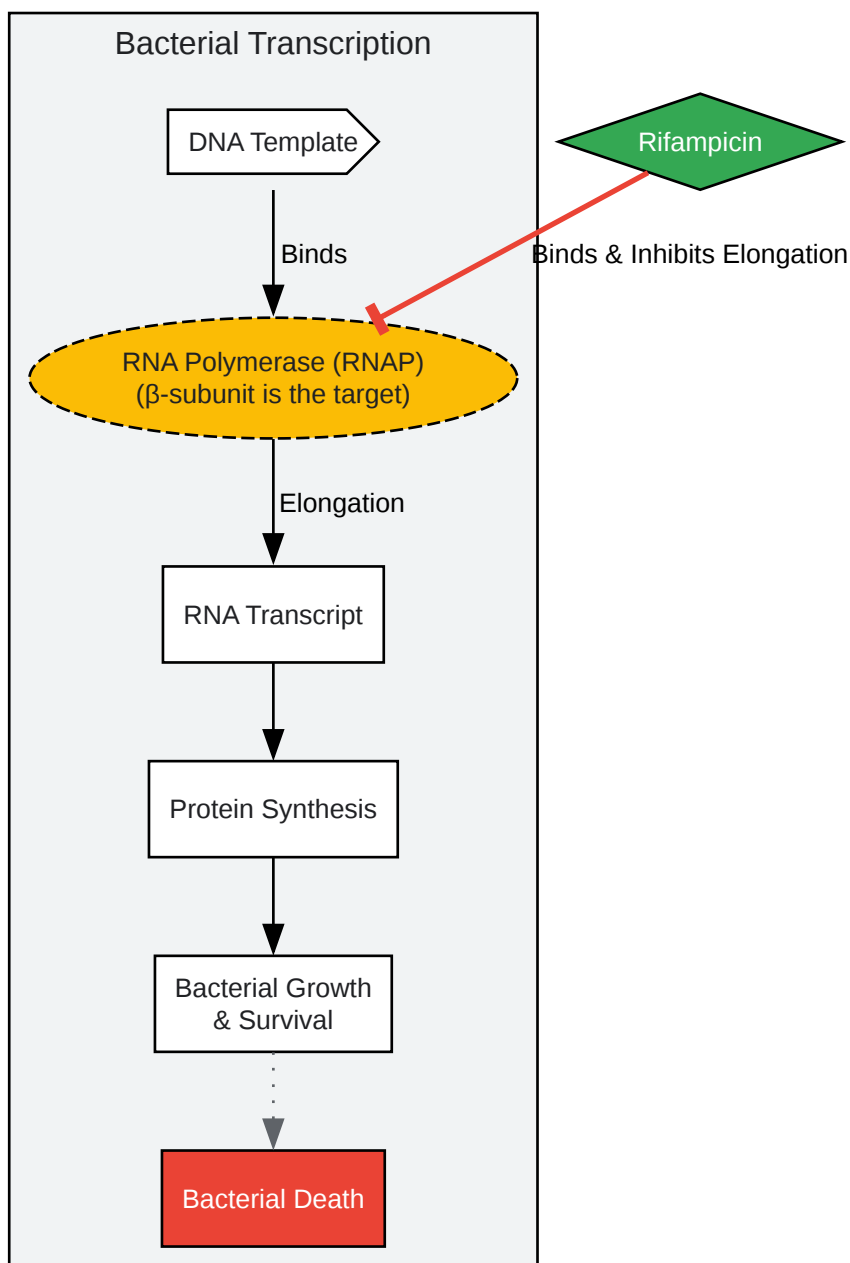 Bacterial Transcription
DNA Template
Rifampicin
Binds
Binds & Inhibits Elongation
RNA Polymerase (RNAP)
(β-subunit is the target)
Elongation
RNA Transcript
Protein Synthesis
Bacterial Growth
& Survival
Bacterial Death